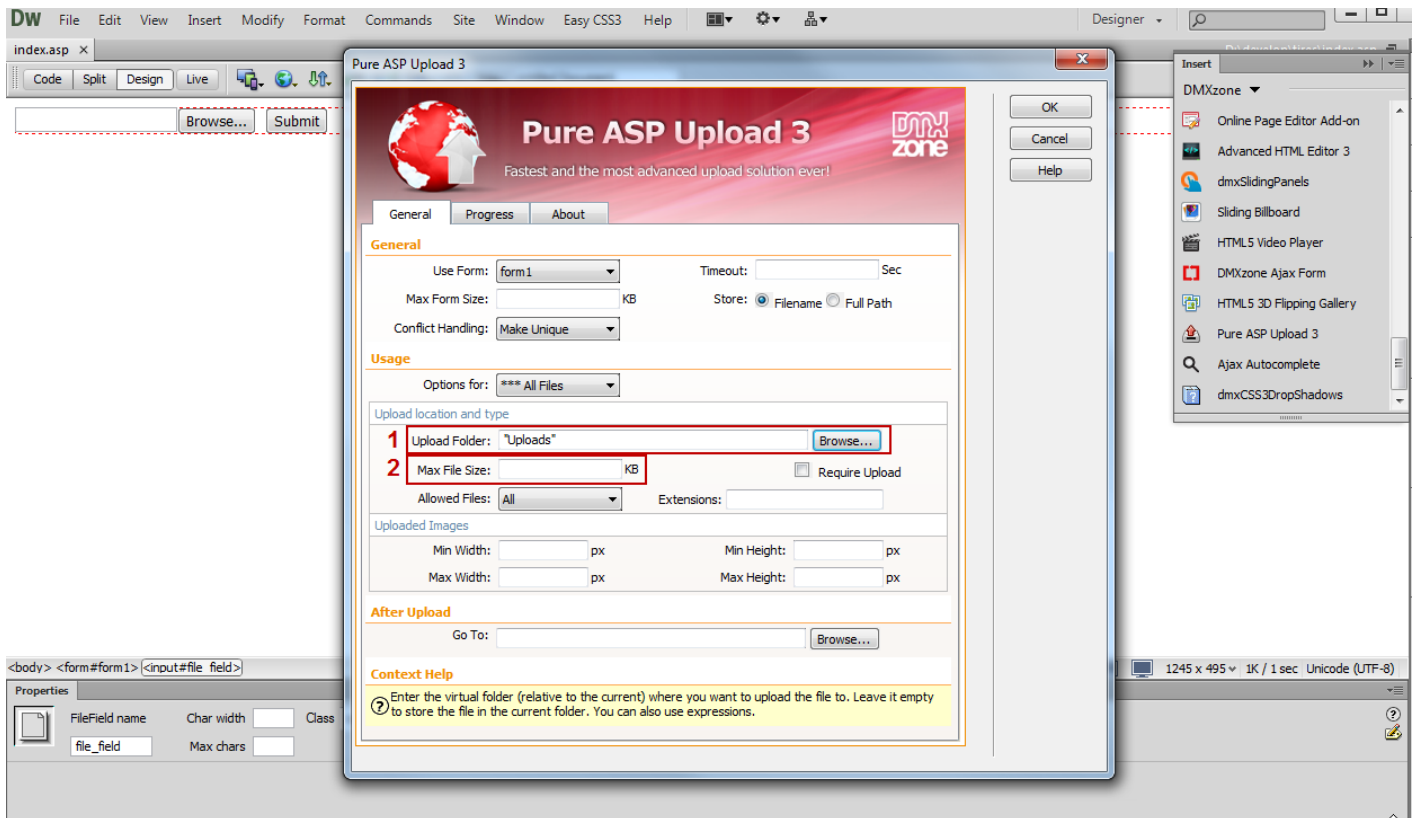 DW File Edit View Insert Modify Format Commands Site Window Easy CSS3 Help Designer
index.asp ×
Code Split Design Live
Browse... Submit
Pure ASP Upload 3
Pure ASP Upload 3
DMX zone
Fastest and the most advanced upload solution ever!
OK
Cancel
Help
General Progress About
General
Use Form: form1 Timeout: Sec
Max Form Size: KB Store: Filename Full Path
Conflict Handling: Make Unique
Usage
Options for: *** All Files
Upload location and type
1 Upload Folder: "Uploads" Browse...
2 Max File Size: KB Require Upload
Allowed Files: All Extensions:
Uploaded Images
Min Width: px Min Height: px
Max Width: px Max Height: px
After Upload
Go To: Browse...
Context Help
Enter the virtual folder (relative to the current) where you want to upload the file to. Leave it empty
to store the file in the current folder. You can also use expressions.
Insert
DMXzone
Online Page Editor Add-on
Advanced HTML Editor 3
dmxSlidingPanels
Sliding Billboard
HTML5 Video Player
DMXzone Ajax Form
HTML5 3D Flipping Gallery
Pure ASP Upload 3
Ajax Autocomplete
dmxCSS3DropShadows
<body> <form#form1> <input#file_field> 1245 x 495 1K / 1 sec Unicode (UTF-8)
Properties
FileField name Char width Class
file_field Max chars